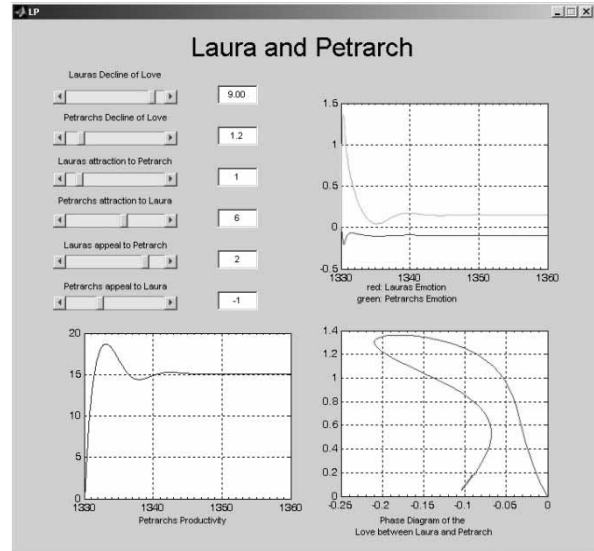 LP
Laura and Petrarch
Lauras Decline of Love
9.00
Petrarchs Decline of Love
1.2
Lauras attraction to Petrarch
1
Petrarchs attraction to Laura
6
Lauras appeal to Petrarch
2
Petrarchs appeal to Laura
-1
1.5
1
0.5
0
-0.5
1330 1340 1350 1360
red: Lauras Emotion
green: Petrarchs Emotion
20
15
10
5
0
1330 1340 1350 1360
Petrarchs Productivity
1.4
1.2
1
0.8
0.6
0.4
0.2
0
-0.25 -0.2 -0.15 -0.1 -0.05 0
Phase Diagram of the
Love between Laura and Petrarch